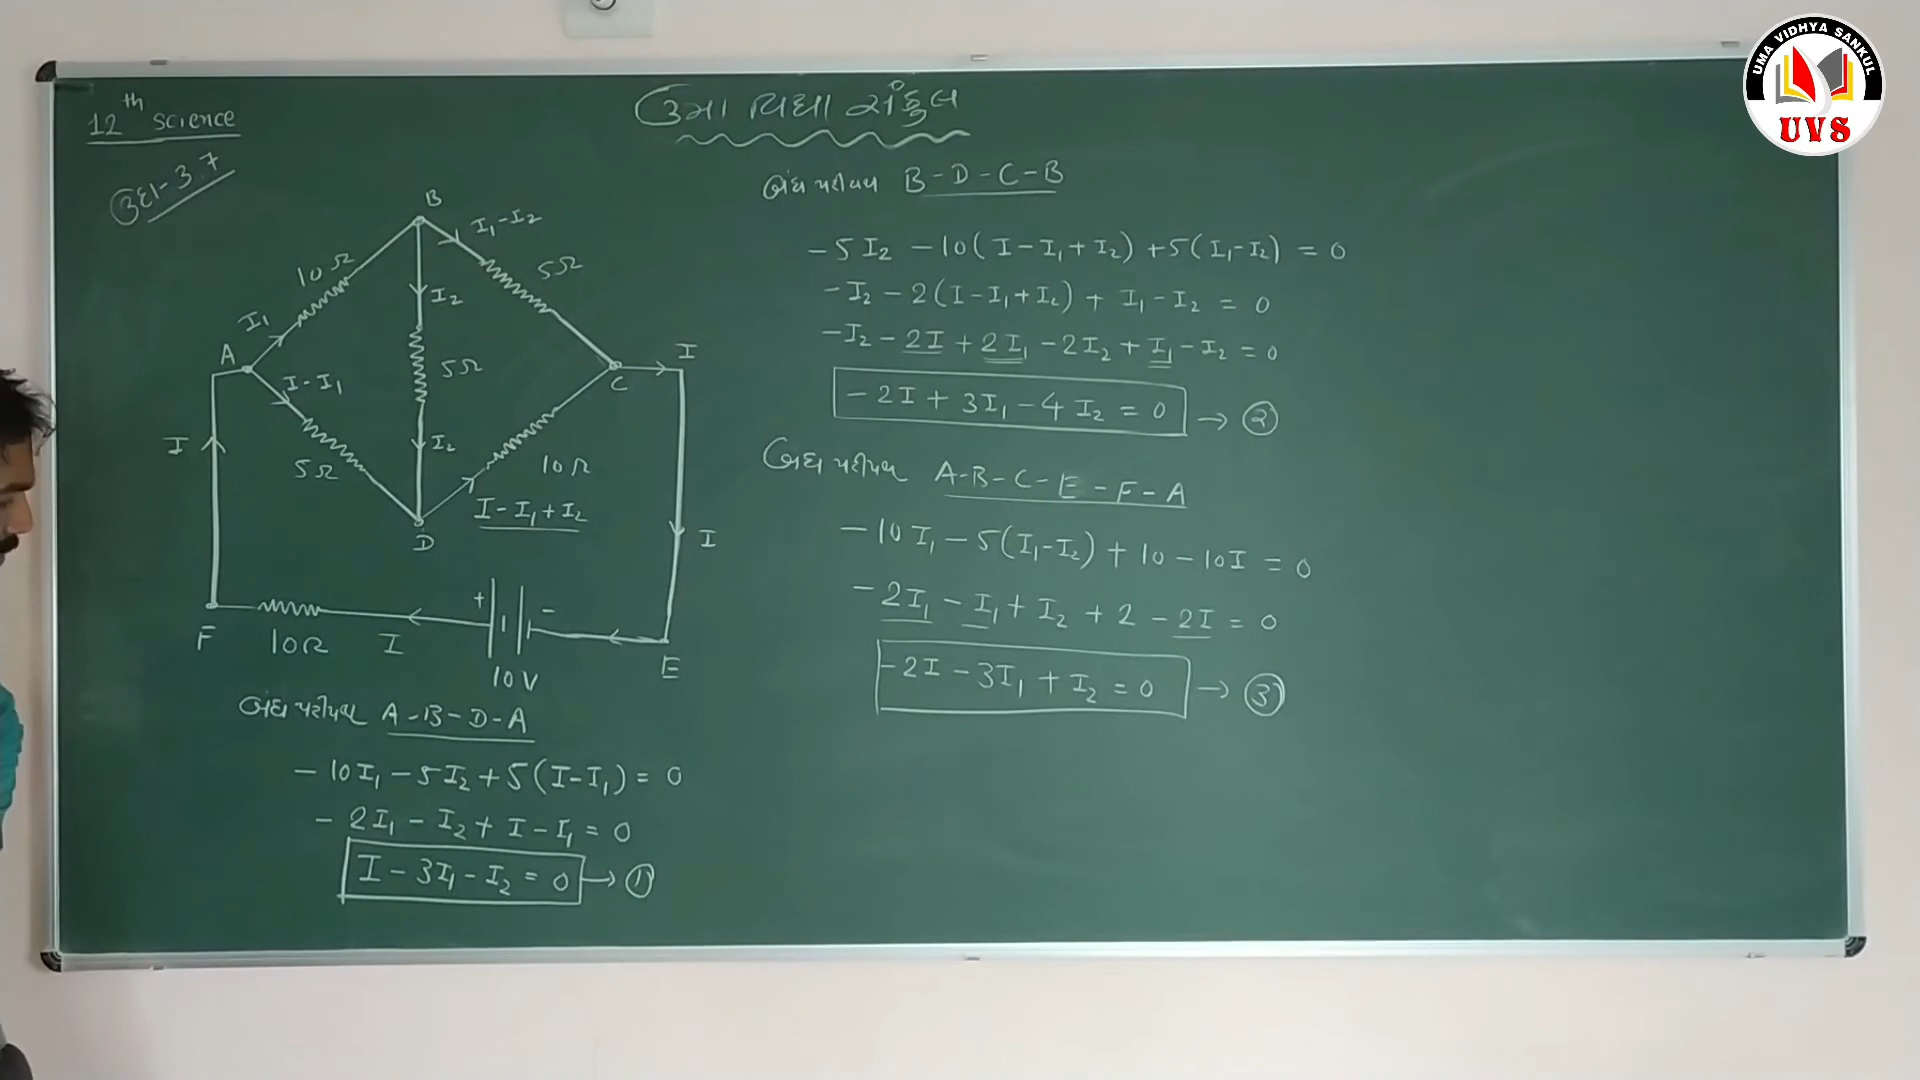 12th Science
ઉમા વિદ્યા સંકુલ
ઉદા-3.7
B
I₁-I₂
10Ω
5Ω
I₁
I₂
A
I-I₁
5Ω
C
I
I
I₂
5Ω
10Ω
I-I₁+I₂
D
I
+
-
F
10Ω
I
10V
E
બંધ પરીપથ A-B-D-A
-10I₁-5I₂+5(I-I₁)=0
-2I₁-I₂+I-I₁=0
I-3I₁-I₂=0→①
બંધ પરીપથ B-D-C-B
-5I₂-10(I-I₁+I₂)+5(I₁-I₂)=0
-I₂-2(I-I₁+I₂)+I₁-I₂=0
-I₂-2I+2I₁-2I₂+I₁-I₂=0
-2I+3I₁-4I₂=0→②
બંધ પરીપથ A-B-C-E-F-A
-10I₁-5(I₁-I₂)+10-10I=0
-2I₁-I₁+I₂+2-2I=0
-2I-3I₁+I₂=0→③
UMA VIDHYA SANKUL
UVS